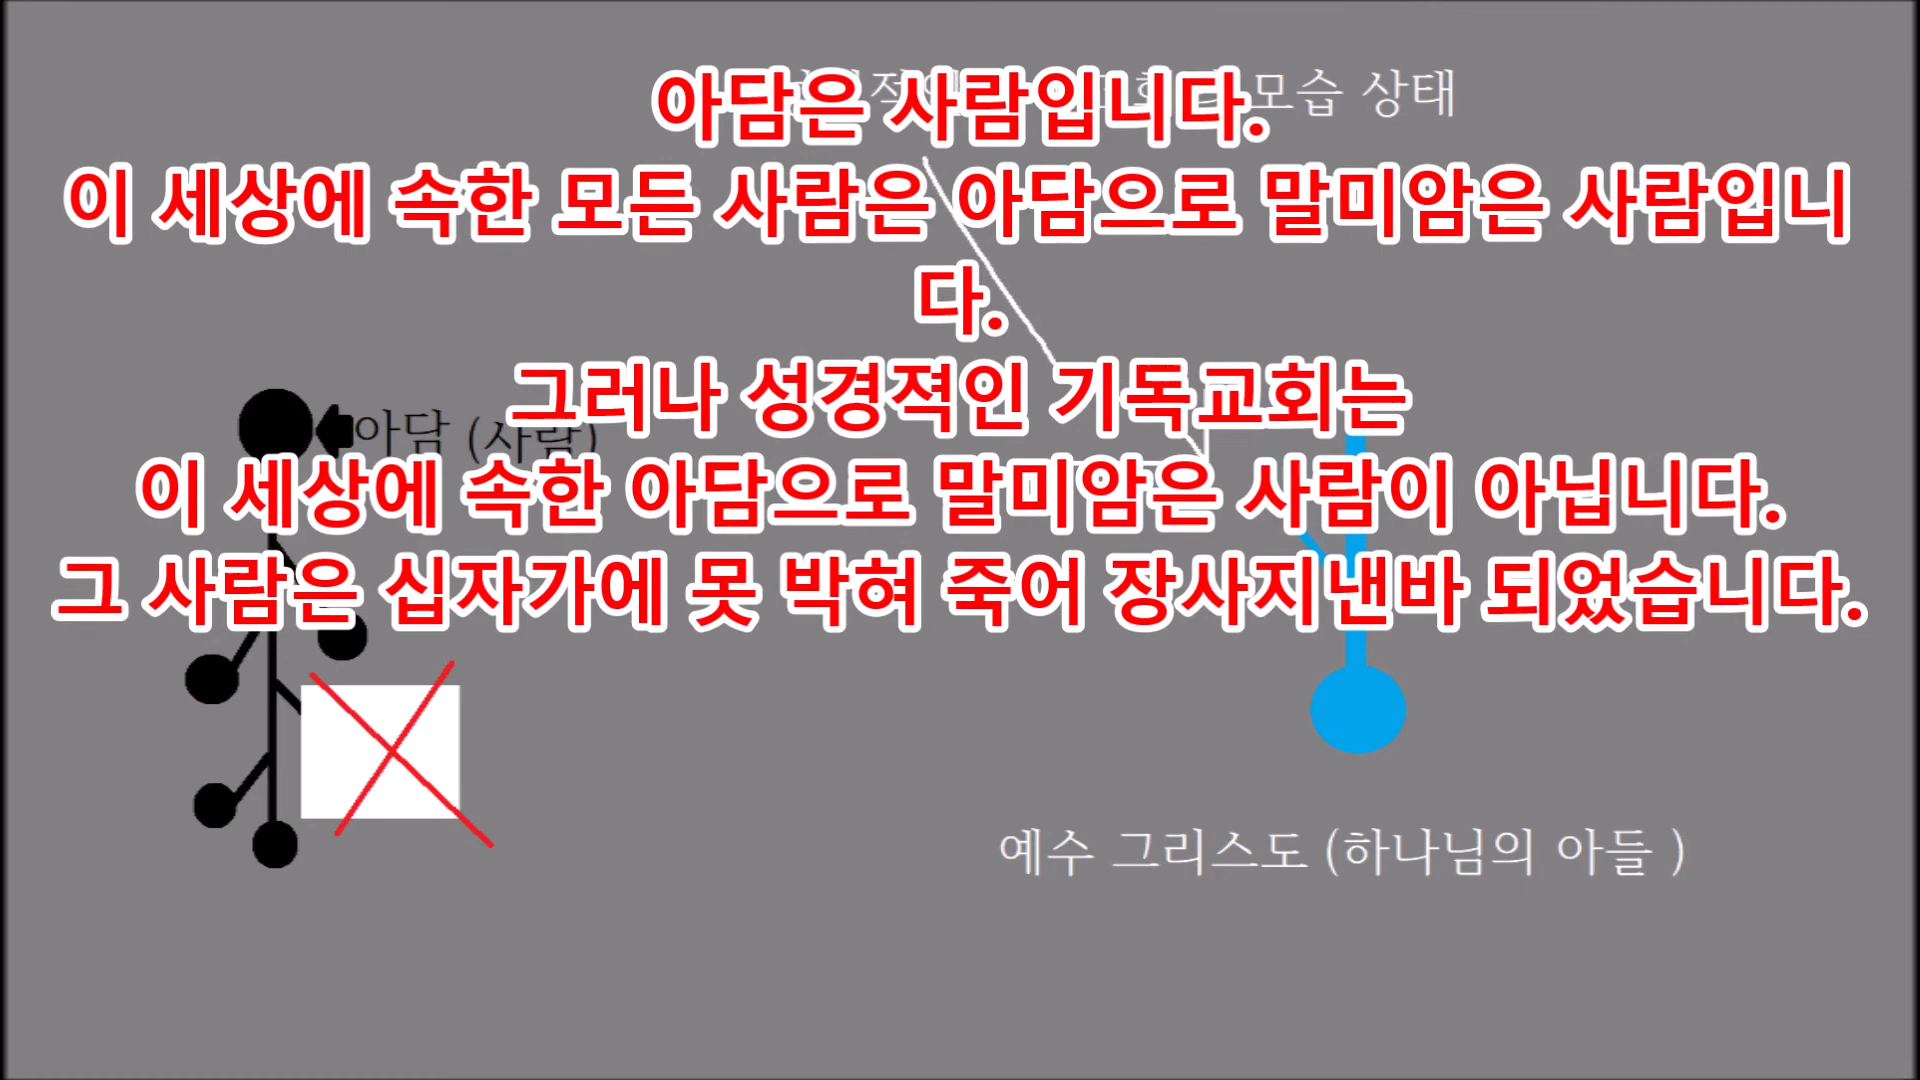 모습 상태
아담은 사람입니다.
이 세상에 속한 모든 사람은 아담으로 말미암은 사람입니
다.
그러나 성경적인 기독교회는
아담 (사람)
이 세상에 속한 아담으로 말미암은 사람이 아닙니다.
그 사람은 십자가에 못 박혀 죽어 장사지낸바 되었습니다.
예수 그리스도 (하나님의 아들 )